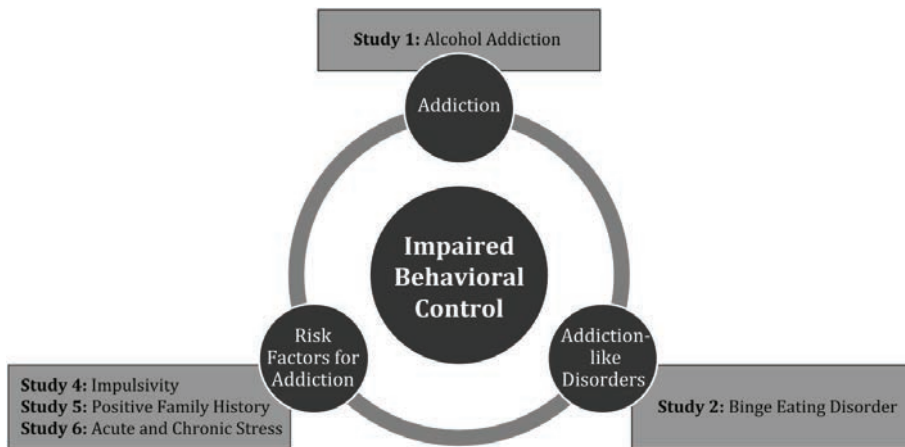 Study 1: Alcohol Addiction
Addiction
Impaired
Behavioral
Control
Risk
Factors for
Addiction
Addiction-
like
Disorders
Study 4: Impulsivity
Study 5: Positive Family History
Study 6: Acute and Chronic Stress
Study 2: Binge Eating Disorder